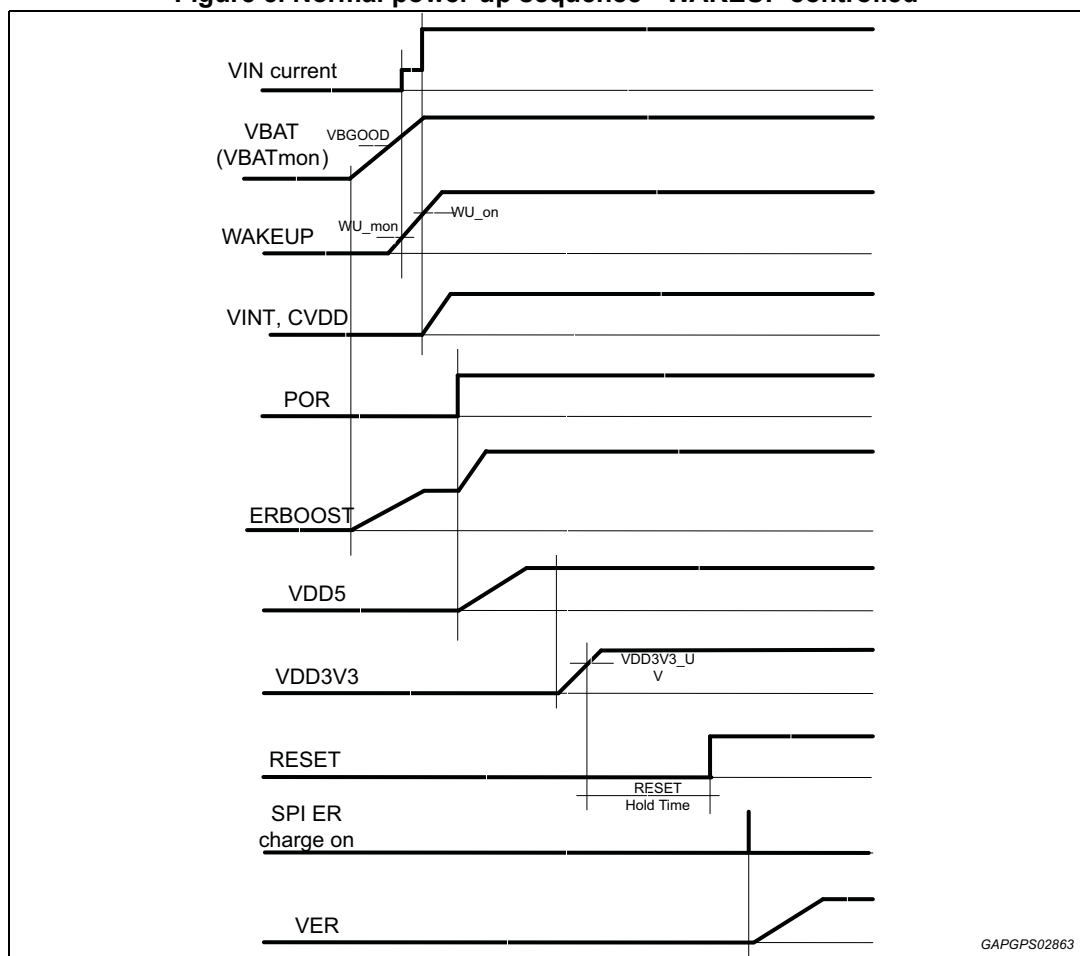 VIN current
VBAT
(VBATmon)
VBGOOD
WAKEUP
WU_mon
WU_on
VINT, CVDD
POR
ERBOOST
VDD5
VDD3V3
VDD3V3_U
V
RESET
RESET
Hold Time
SPI ER
charge on
VER
GAPGPS02863